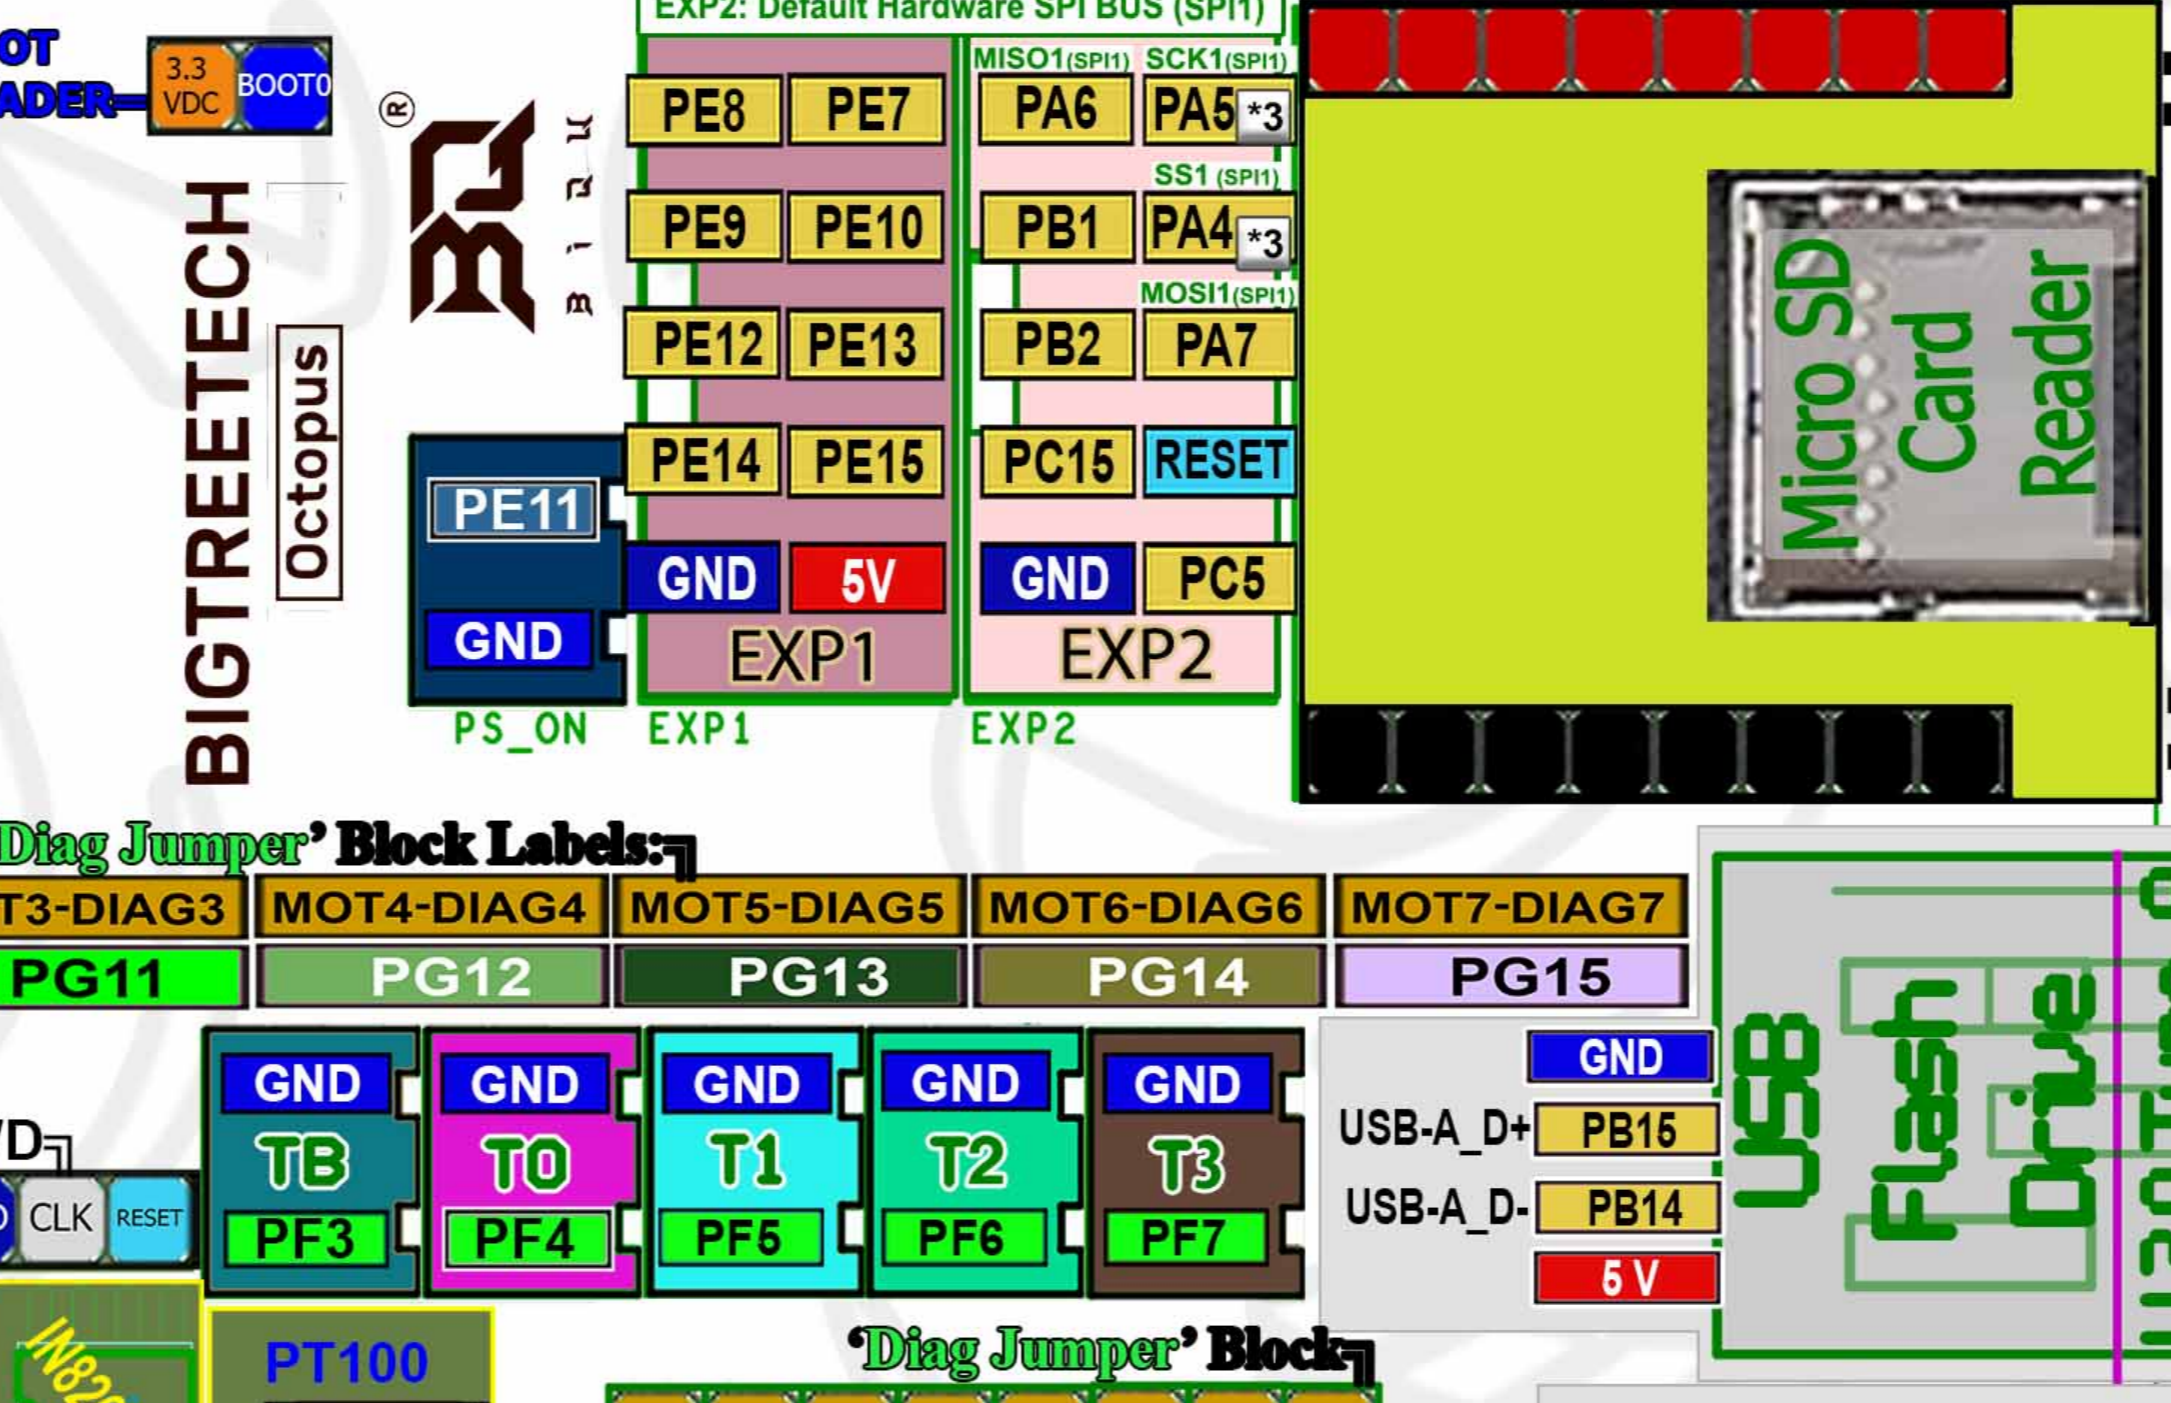 EXP2: Default Hardware SPI BUS (SPI1)
OT
ADER
3.3
VDC
BOOT0
®
BIQU
BIGTREETECH
Octopus
MISO1(SPI1) SCK1(SPI1)
PE8 PE7 PA6 PA5 *3
SS1 (SPI1)
PE9 PE10 PB1 PA4 *3
MOSI1(SPI1)
PE12 PE13 PB2 PA7
PE14 PE15 PC15 RESET
PE11
GND 5V GND PC5
GND
EXP1 EXP2
PS_ON EXP1 EXP2
Micro SD
Card
Reader
Diag Jumper’ Block Labels:
T3-DIAG3 MOT4-DIAG4 MOT5-DIAG5 MOT6-DIAG6 MOT7-DIAG7
PG11 PG12 PG13 PG14 PG15
GND GND GND GND GND
TB T0 T1 T2 T3
PF3 PF4 PF5 PF6 PF7
D
CLK RESET
GND
USB-A_D+ PB15
USB-A_D- PB14
5 V
USB
Flash
Drive
PT100
‘Diag Jumper’ Block